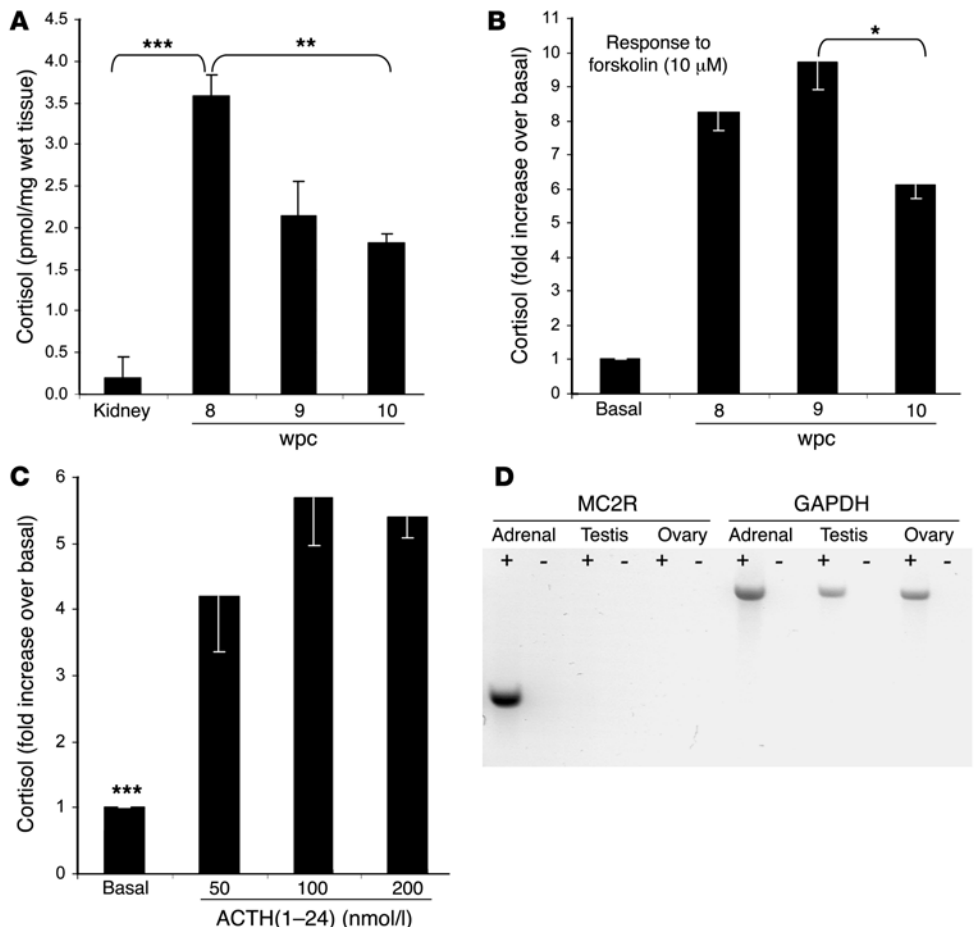 A
Cortisol (pmol/mg wet tissue)
4.5
4.0
3.5
3.0
2.5
2.0
1.5
1.0
0.5
0.0
***
**
Kidney 8 9 10
wpc
B
Cortisol (fold increase over basal)
11
10
9
8
7
6
5
4
3
2
1
0
Response to
forskolin (10 μM)
*
Basal 8 9 10
wpc
C
Cortisol (fold increase over basal)
6
5
4
3
2
1
0
***
Basal 50 100 200
ACTH(1–24) (nmol/l)
D
MC2R GAPDH
Adrenal Testis Ovary Adrenal Testis Ovary
+ - + - + - + - + - + -